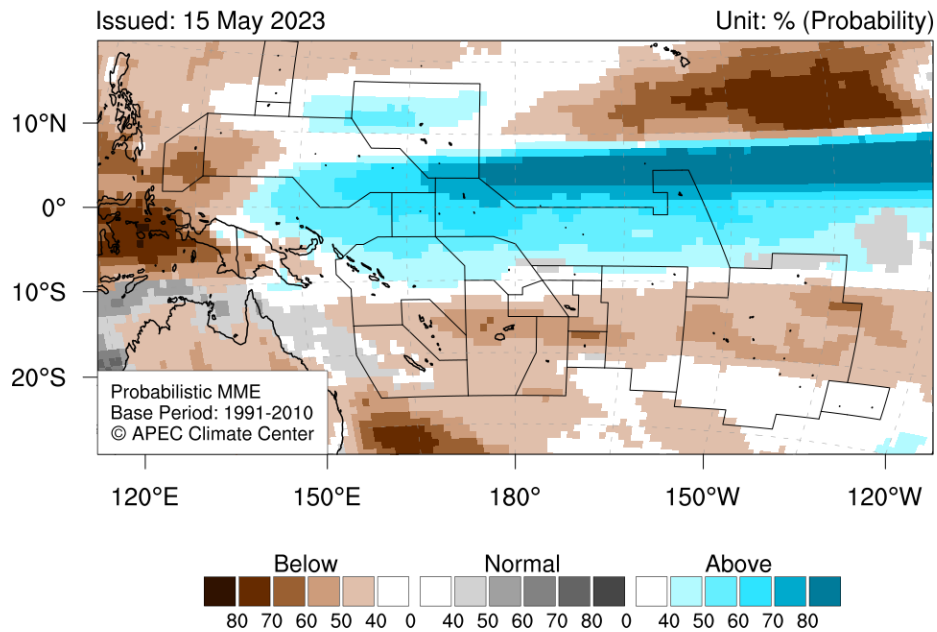 Issued: 15 May 2023 Unit: % (Probability)
10°N
0°
10°S
20°S
Probabilistic MME
Base Period: 1991-2010
© APEC Climate Center
120°E 150°E 180° 150°W 120°W
Below Normal Above
80 70 60 50 40 0 40 50 60 70 80 0 40 50 60 70 80